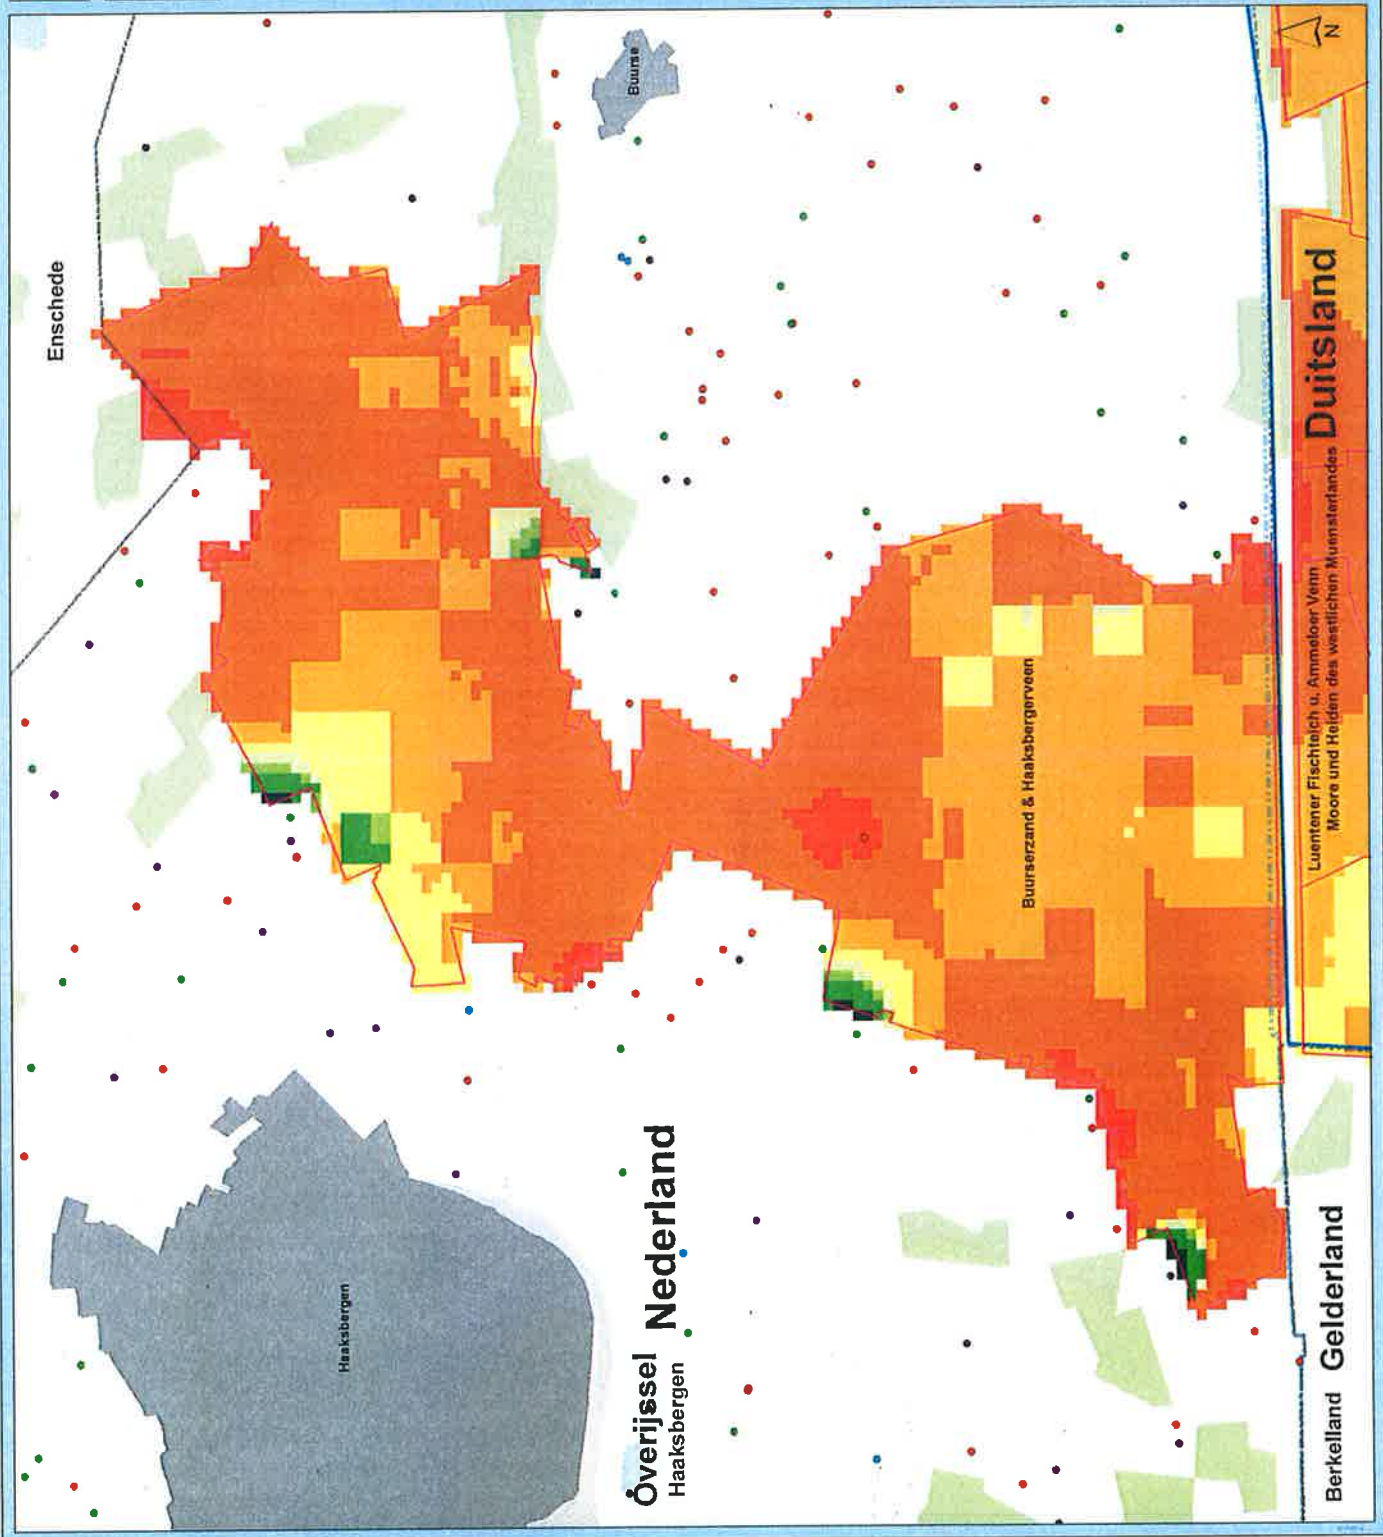 Enschede
Buurse
N
Haaksbergen
Overijssel
Nederland
Haaksbergen
Buurserzand & Haaksbergerveen
Luentener Fischteich u. Ammeloer Venn
Moore und Heiden des westlichen Muensterlandes
Duitsland
Berkelland
Gelderland